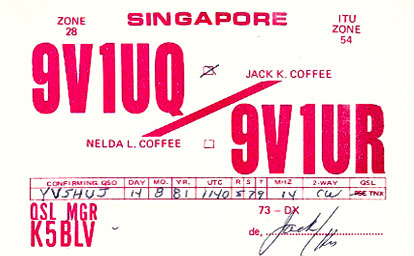 ZONE
28
SINGAPORE
ITU
ZONE
54
9V1UQ
JACK K. COFFEE
NELDA L. COFFEE
9V1UR
CONFIRMING QSO DAY MO. YR. UTC R S T MHZ 2-WAY QSL
YV5HUJ 14 8 81 1140 5 7 9 14 CW PSE TNX
QSL MGR
K5BLV
73 - DX
de, Jack